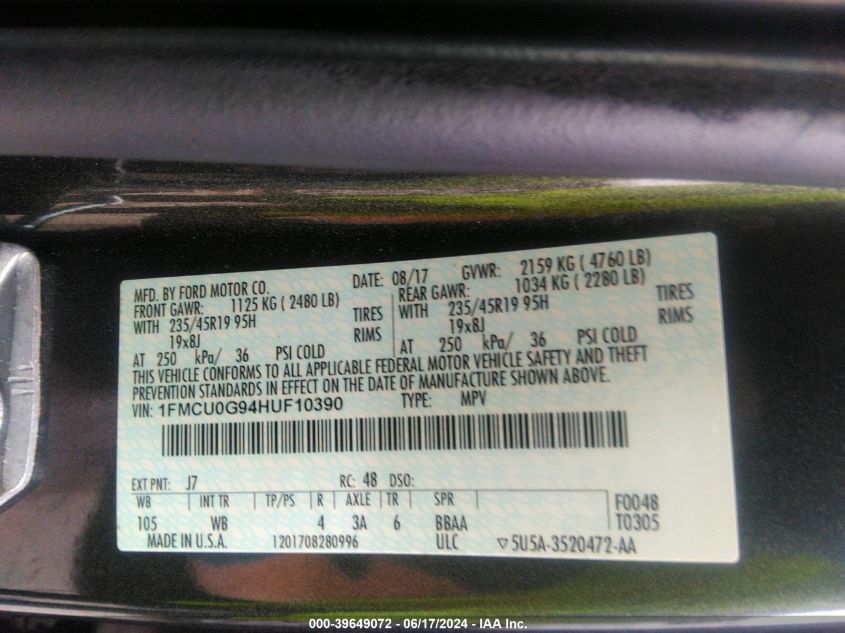 MFD. BY FORD MOTOR CO. DATE: 08/17 GVWR: 2159 KG ( 4760 LB)
FRONT GAWR: 1125 KG ( 2480 LB) REAR GAWR: 1034 KG ( 2280 LB)
WITH 235/45R19 95H TIRES WITH 235/45R19 95H TIRES
19x8J RIMS 19x8J RIMS
AT 250 kPa/ 36 PSI COLD AT 250 kPa/ 36 PSI COLD
THIS VEHICLE CONFORMS TO ALL APPLICABLE FEDERAL MOTOR VEHICLE SAFETY AND THEFT
PREVENTION STANDARDS IN EFFECT ON THE DATE OF MANUFACTURE SHOWN ABOVE.
VIN: 1FMCU0G94HUF10390 TYPE: MPV
EXT PNT: J7 RC: 48 DSO:
WB INT TR TP/PS R AXLE TR SPR F0048
105 WB 4 3A 6 BBAA T0305
MADE IN U.S.A. 1201708280996 ULC ▽5U5A-3520472-AA
000-39649072 - 06/17/2024 - IAA Inc.